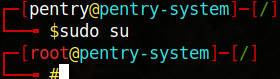 ┌─[pentry@pentry-system]─[/]
└──╼ $sudo su
┌─[root@pentry-system]─[/]
└──╼ #